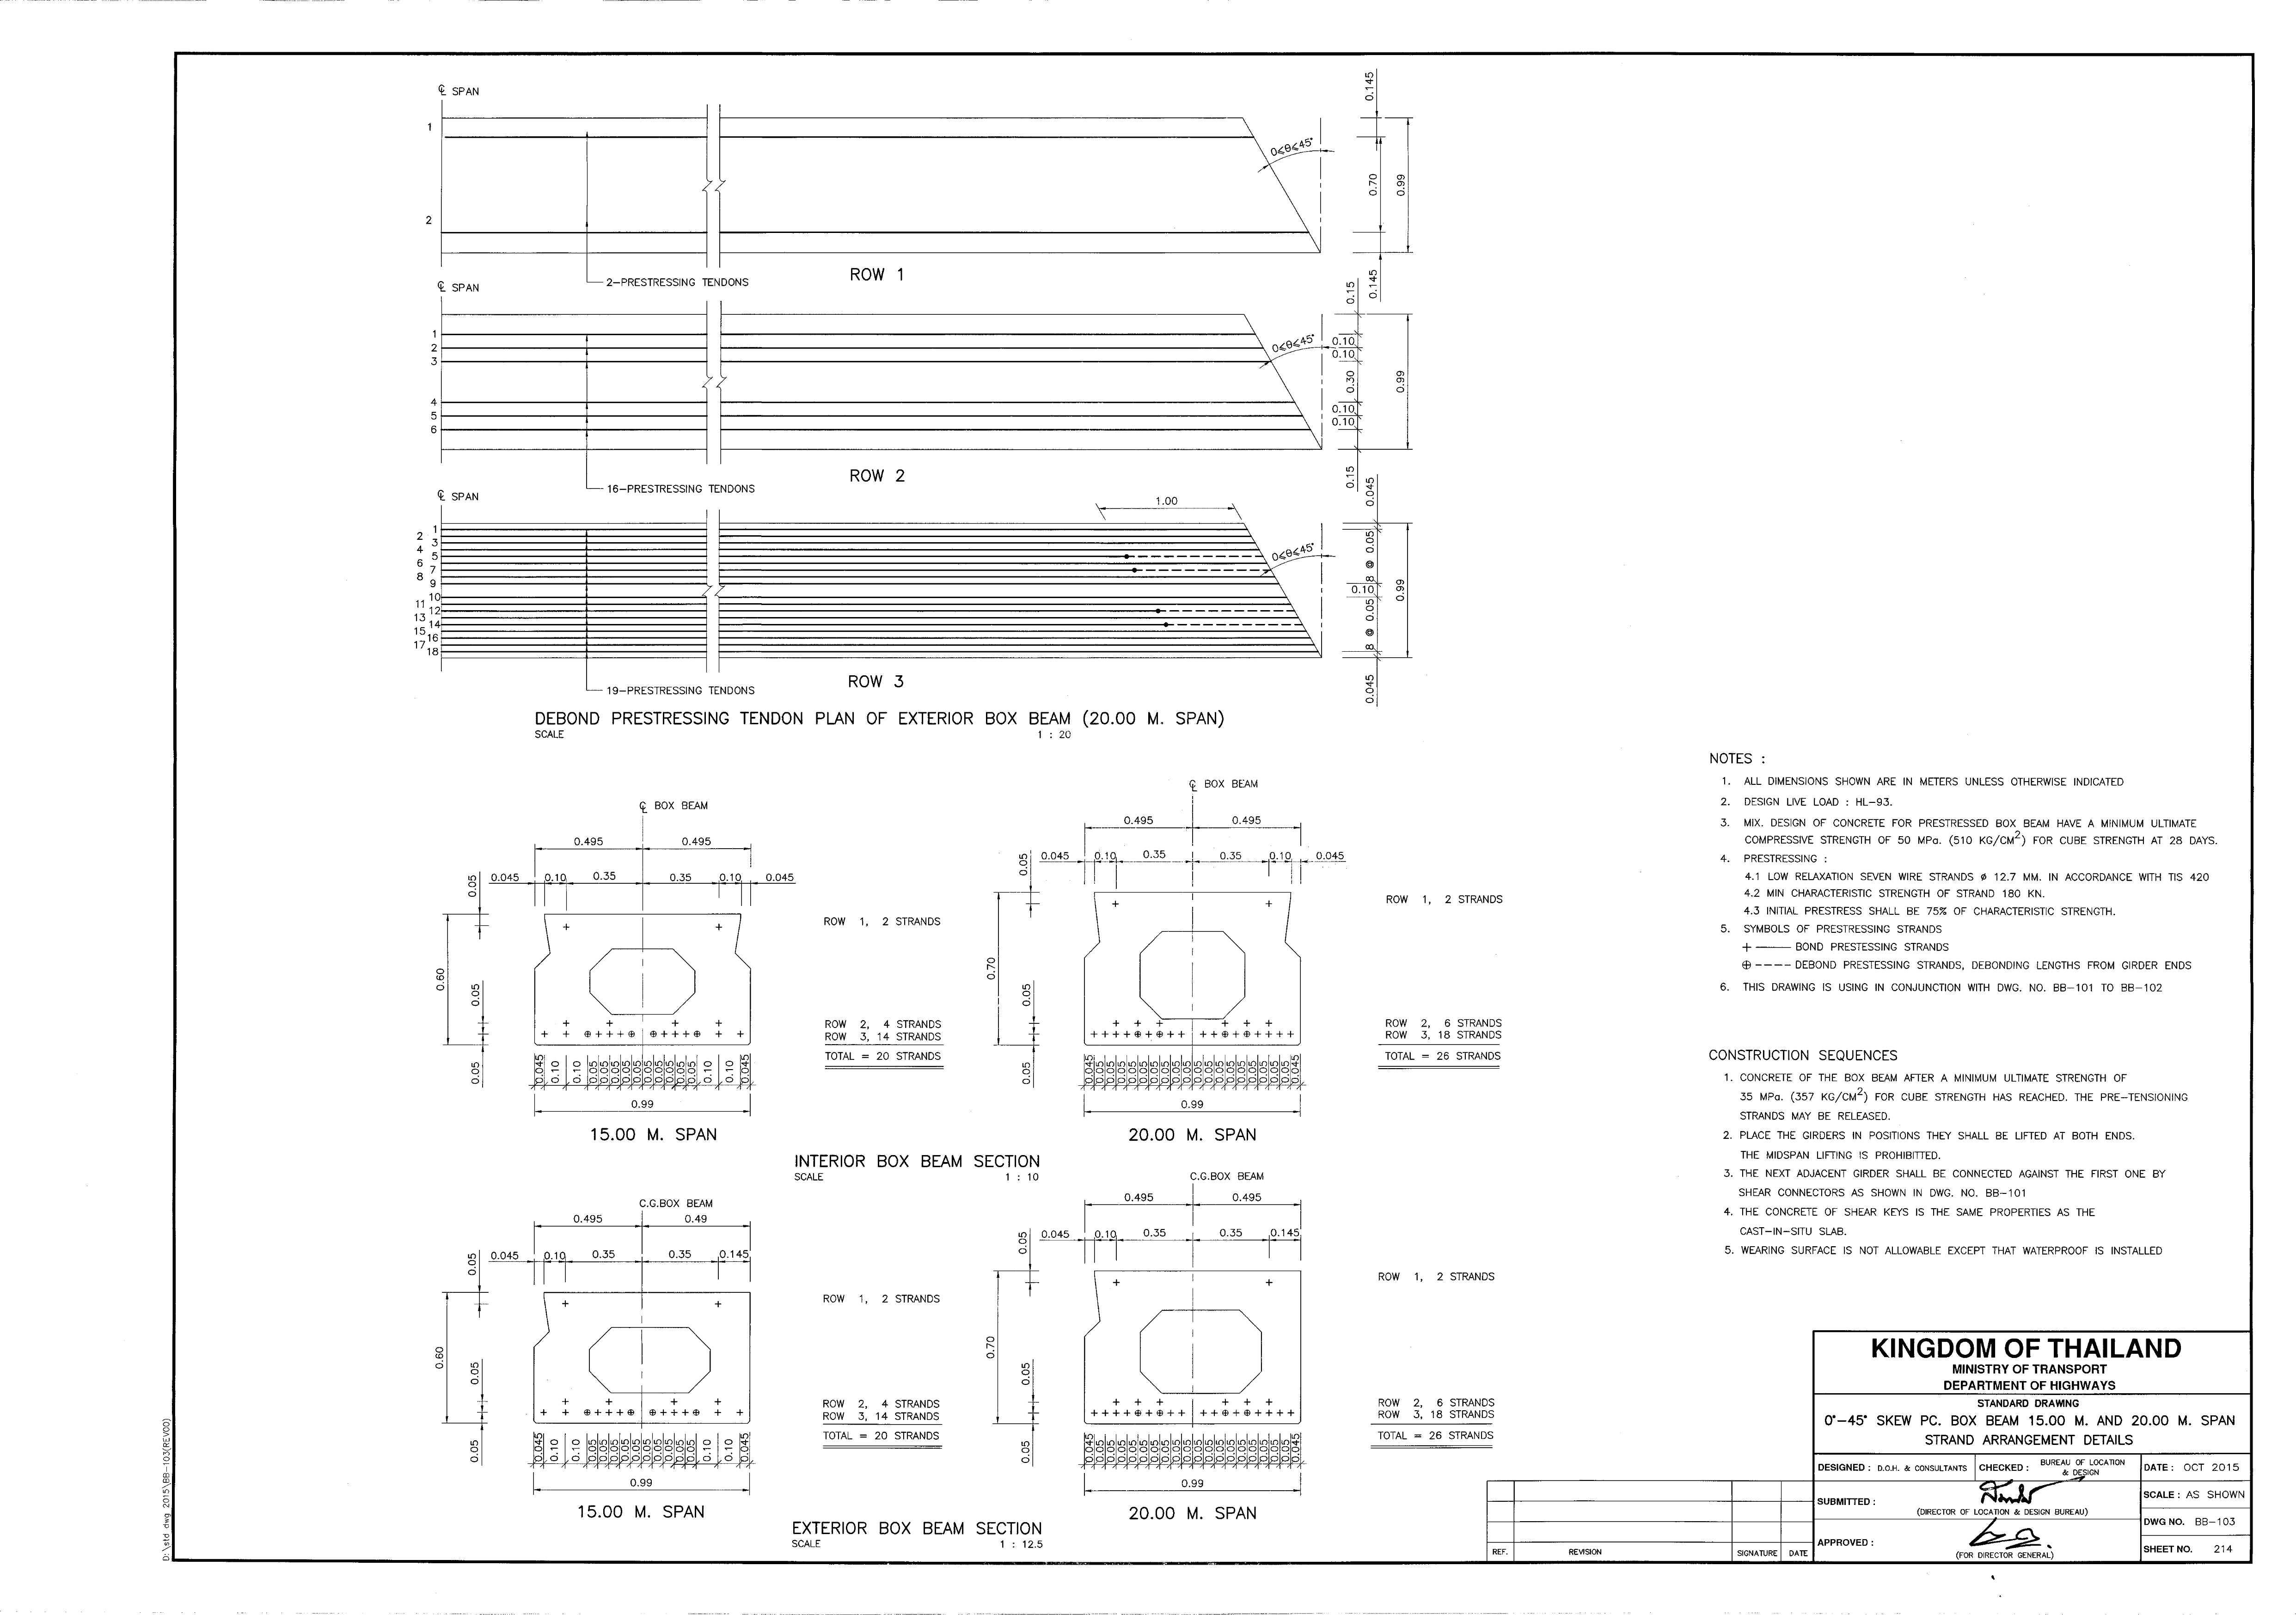 ℄ SPAN
0.145
1
0≤θ≤45°
0.70
0.99
2
2-PRESTRESSING TENDONS
ROW 1
0.145
℄ SPAN
0.15
1
2
3
0≤θ≤45°
0.10
0.10
0.30
0.99
4
5
6
0.10
0.10
16-PRESTRESSING TENDONS
ROW 2
0.15
℄ SPAN
1.00
0.045
1
2
3
4
5
6
7
8
9
10
11
12
13
14
15
16
17
18
0≤θ≤45°
8 @ 0.05
0.10
8 @ 0.05
0.99
19-PRESTRESSING TENDONS
ROW 3
0.045
DEBOND PRESTRESSING TENDON PLAN OF EXTERIOR BOX BEAM (20.00 M. SPAN)
SCALE 1 : 20
℄ BOX BEAM
0.495 0.495
0.05
0.045 0.10 0.35 0.35 0.10 0.045
ROW 1, 2 STRANDS
0.60
0.05
ROW 2, 4 STRANDS
ROW 3, 14 STRANDS
TOTAL = 20 STRANDS
0.05
0.045 0.10 0.10 0.05 0.05 0.05 0.05 0.05 0.05 0.05 0.05 0.05 0.05 0.10 0.10 0.045
0.99
15.00 M. SPAN
℄ BOX BEAM
0.495 0.495
0.05
0.045 0.10 0.35 0.35 0.10 0.045
ROW 1, 2 STRANDS
0.70
0.05
ROW 2, 6 STRANDS
ROW 3, 18 STRANDS
TOTAL = 26 STRANDS
0.05
0.045 0.05 0.05 0.05 0.05 0.05 0.05 0.05 0.05 0.05 0.05 0.05 0.05 0.05 0.05 0.05 0.05 0.05 0.05 0.045
0.99
20.00 M. SPAN
INTERIOR BOX BEAM SECTION
SCALE 1 : 10
C.G.BOX BEAM
0.495 0.49
0.05
0.045 0.10 0.35 0.35 0.145
ROW 1, 2 STRANDS
0.60
0.05
ROW 2, 4 STRANDS
ROW 3, 14 STRANDS
TOTAL = 20 STRANDS
0.05
0.045 0.10 0.10 0.05 0.05 0.05 0.05 0.05 0.05 0.05 0.05 0.05 0.05 0.10 0.10 0.045
0.99
15.00 M. SPAN
C.G.BOX BEAM
0.495 0.495
0.05
0.045 0.10 0.35 0.35 0.145
ROW 1, 2 STRANDS
0.70
0.05
ROW 2, 6 STRANDS
ROW 3, 18 STRANDS
TOTAL = 26 STRANDS
0.05
0.045 0.05 0.05 0.05 0.05 0.05 0.05 0.05 0.05 0.05 0.05 0.05 0.05 0.05 0.05 0.05 0.05 0.05 0.05 0.045
0.99
20.00 M. SPAN
EXTERIOR BOX BEAM SECTION
SCALE 1 : 12.5
NOTES :
1. ALL DIMENSIONS SHOWN ARE IN METERS UNLESS OTHERWISE INDICATED
2. DESIGN LIVE LOAD : HL-93.
3. MIX. DESIGN OF CONCRETE FOR PRESTRESSED BOX BEAM HAVE A MINIMUM ULTIMATE
COMPRESSIVE STRENGTH OF 50 MPa. (510 KG/CM2) FOR CUBE STRENGTH AT 28 DAYS.
4. PRESTRESSING :
4.1 LOW RELAXATION SEVEN WIRE STRANDS ø 12.7 MM. IN ACCORDANCE WITH TIS 420
4.2 MIN CHARACTERISTIC STRENGTH OF STRAND 180 KN.
4.3 INITIAL PRESTRESS SHALL BE 75% OF CHARACTERISTIC STRENGTH.
5. SYMBOLS OF PRESTRESSING STRANDS
+ —— BOND PRESTESSING STRANDS
⊕ ---- DEBOND PRESTESSING STRANDS, DEBONDING LENGTHS FROM GIRDER ENDS
6. THIS DRAWING IS USING IN CONJUNCTION WITH DWG. NO. BB-101 TO BB-102
CONSTRUCTION SEQUENCES
1. CONCRETE OF THE BOX BEAM AFTER A MINIMUM ULTIMATE STRENGTH OF
35 MPa. (357 KG/CM2) FOR CUBE STRENGTH HAS REACHED. THE PRE-TENSIONING
STRANDS MAY BE RELEASED.
2. PLACE THE GIRDERS IN POSITIONS THEY SHALL BE LIFTED AT BOTH ENDS.
THE MIDSPAN LIFTING IS PROHIBITTED.
3. THE NEXT ADJACENT GIRDER SHALL BE CONNECTED AGAINST THE FIRST ONE BY
SHEAR CONNECTORS AS SHOWN IN DWG. NO. BB-101
4. THE CONCRETE OF SHEAR KEYS IS THE SAME PROPERTIES AS THE
CAST-IN-SITU SLAB.
5. WEARING SURFACE IS NOT ALLOWABLE EXCEPT THAT WATERPROOF IS INSTALLED
KINGDOM OF THAILAND
MINISTRY OF TRANSPORT
DEPARTMENT OF HIGHWAYS
STANDARD DRAWING
0°-45° SKEW PC. BOX BEAM 15.00 M. AND 20.00 M. SPAN
STRAND ARRANGEMENT DETAILS
DESIGNED : D.O.H. & CONSULTANTS CHECKED : BUREAU OF LOCATION & DESIGN DATE : OCT 2015
SUBMITTED : (DIRECTOR OF LOCATION & DESIGN BUREAU) SCALE : AS SHOWN
DWG NO. BB-103
APPROVED : (FOR DIRECTOR GENERAL) SHEET NO. 214
REF. REVISION SIGNATURE DATE
D:\std dwg 2015\BB-103(REV00)